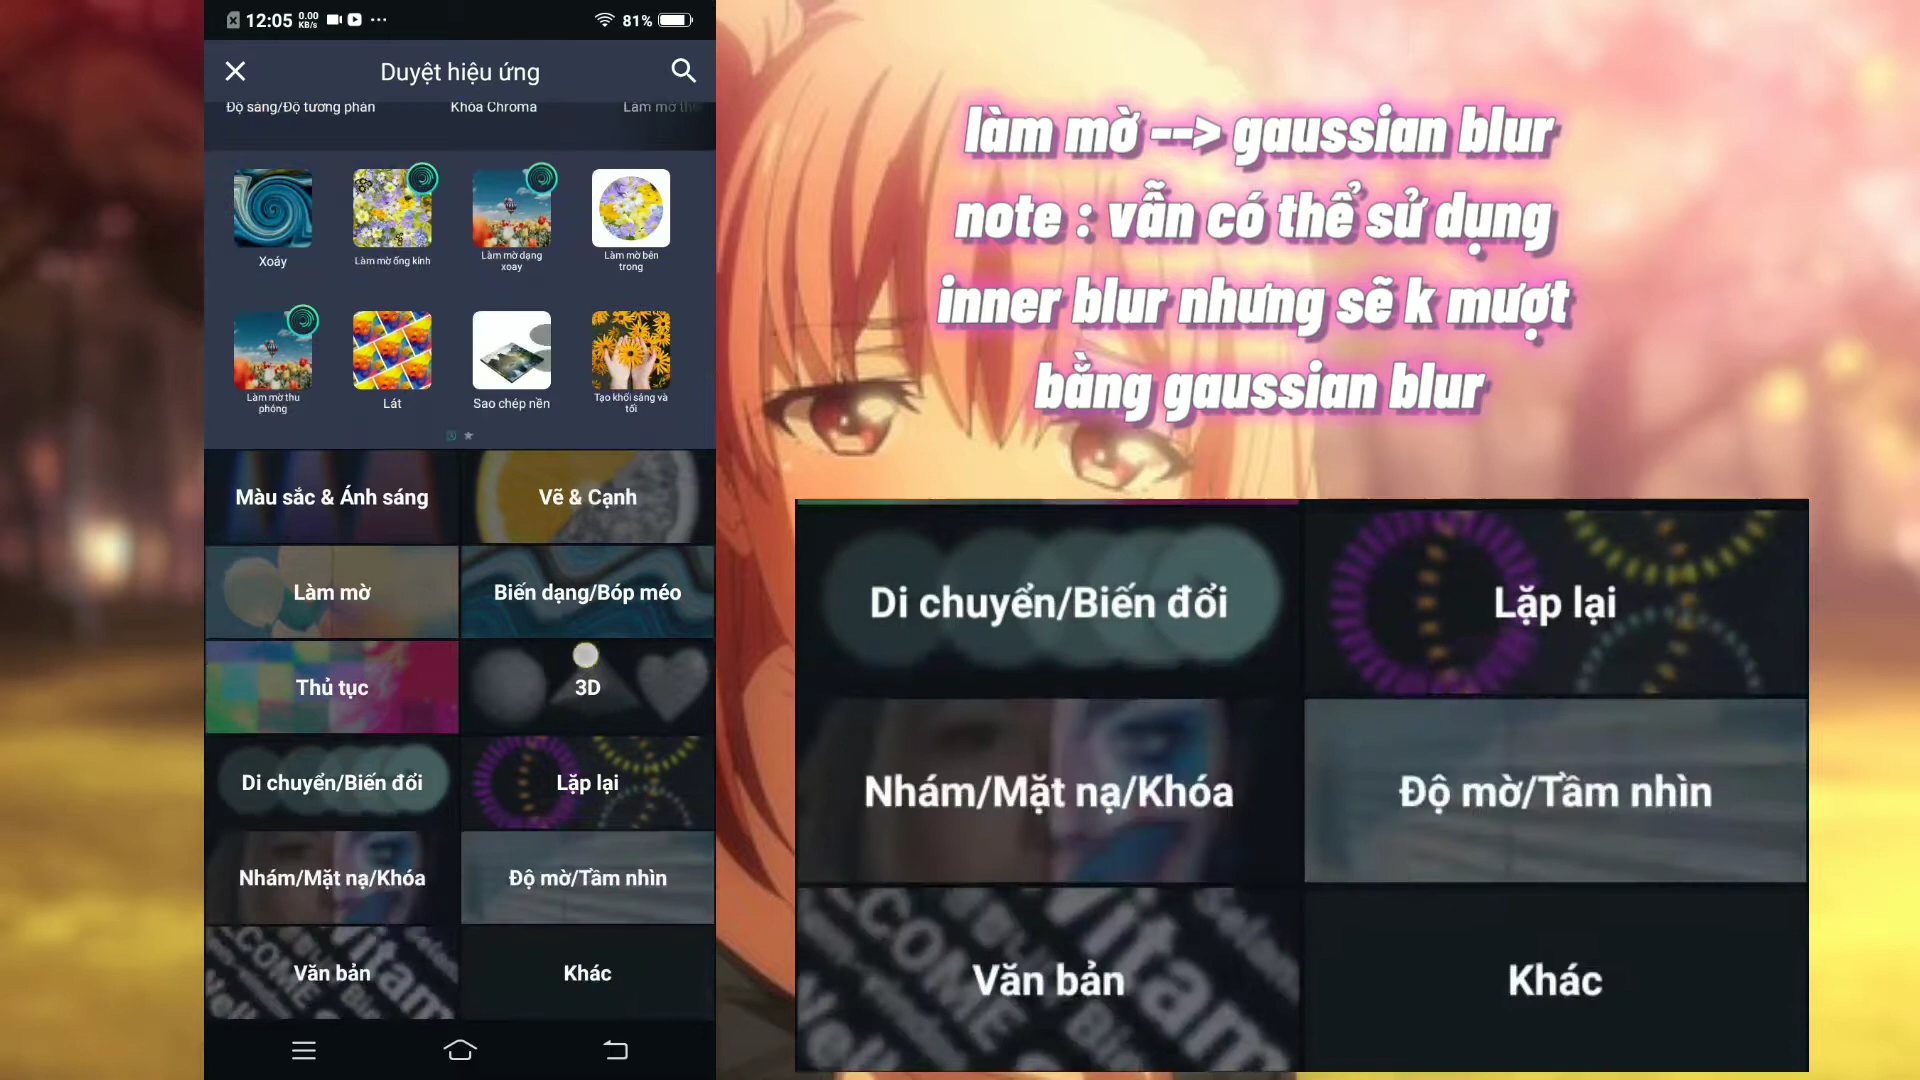 12:05 0.00 KB/s 81%
Duyệt hiệu ứng
Độ sáng/Độ tương phản Khóa Chroma Làm mờ
Xoáy Làm mờ ống kính Làm mờ dạng xoay Làm mờ bên trong
Làm mờ thu phóng Lát Sao chép nền Tạo khối sáng và tối
Màu sắc & Ánh sáng Vẽ & Cạnh
Làm mờ Biến dạng/Bóp méo
Thủ tục 3D
Di chuyển/Biến đổi Lặp lại
Nhám/Mặt nạ/Khóa Độ mờ/Tầm nhìn
Văn bản Khác
làm mờ --> gaussian blur
note : vẫn có thể sử dụng
inner blur nhưng sẽ k mượt
bằng gaussian blur
Di chuyển/Biến đổi Lặp lại
Nhám/Mặt nạ/Khóa Độ mờ/Tầm nhìn
Văn bản Khác